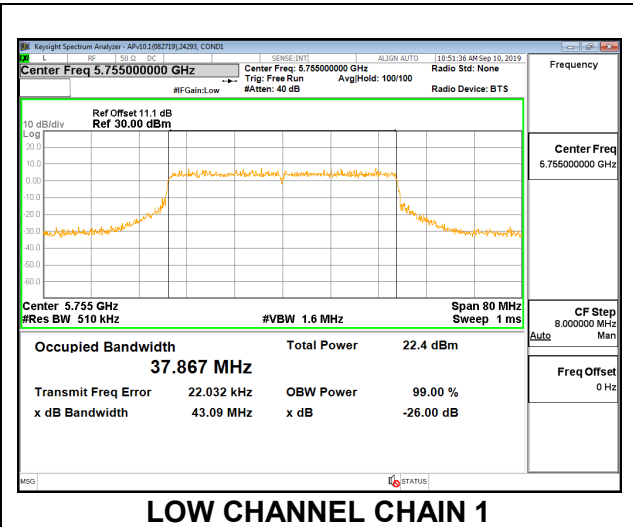 Keysight Spectrum Analyzer - APv10.1(082719),24293, COND1
L RF 50 Ω DC SENSE:INT ALIGN AUTO 10:51:36 AM Sep 10, 2019
Center Freq 5.755000000 GHz
Center Freq: 5.755000000 GHz Radio Std: None
Trig: Free Run Avg|Hold: 100/100
#IFGain:Low #Atten: 40 dB Radio Device: BTS
Frequency
Ref Offset 11.1 dB
10 dB/div Ref 30.00 dBm
Log
20.0
10.0
0.00
-10.0
-20.0
-30.0
-40.0
-50.0
-60.0
Center 5.755 GHz Span 80 MHz
#Res BW 510 kHz #VBW 1.6 MHz Sweep 1 ms
Center Freq
5.755000000 GHz
CF Step
8.000000 MHz
Auto Man
Freq Offset
0 Hz
Occupied Bandwidth Total Power 22.4 dBm
37.867 MHz
Transmit Freq Error 22.032 kHz OBW Power 99.00 %
x dB Bandwidth 43.09 MHz x dB -26.00 dB
MSG STATUS
LOW CHANNEL CHAIN 1